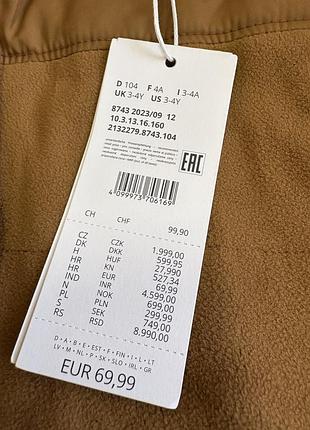 D 104 F 4A I 3-4A
UK 3-4Y US 3-4Y
8743 2023/09 12
10.3.13.16.160
2132279.8743.104
EAC
4 099973 706169
CH CHF 99,90
CZ CZK 1.999,00
DK DKK 599,95
H HUF 27.990
HR KN 527,34
HR 69,99
IND INR 4.599,00
N NOK 699,00
PL PLN 299,99
S SEK 749,00
RS RSD 8.990,00
D • A • B • E • EST • F • FIN • I • L • LT
LV • M • NL • P • SK • SLO • IRL • GR
EUR 69,99